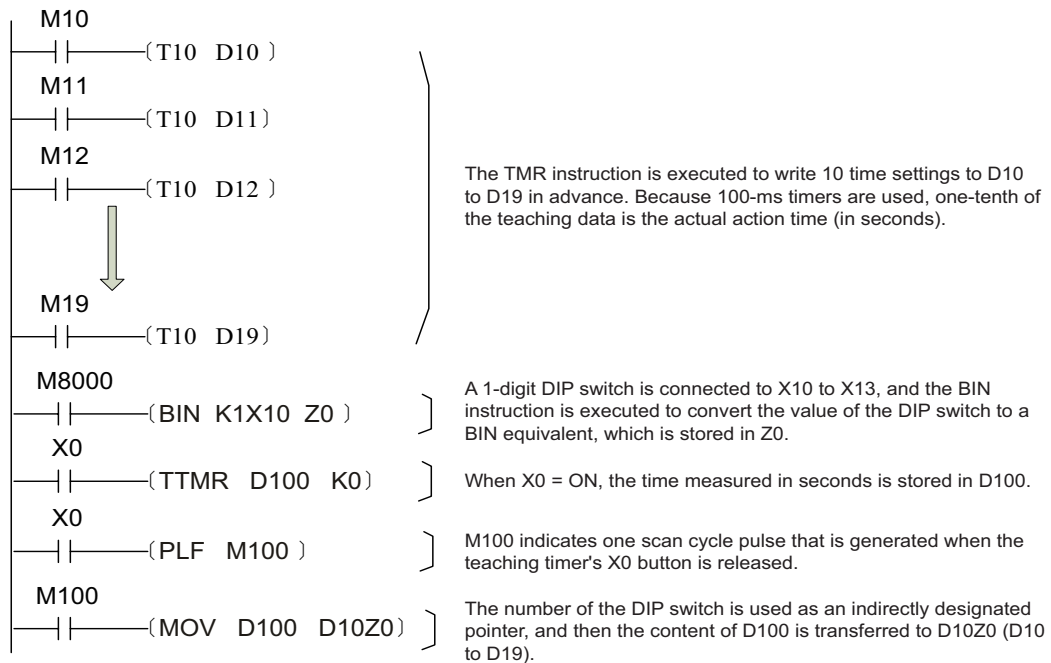 M10
(T10 D10 )
M11
(T10 D11)
M12
(T10 D12 )
The TMR instruction is executed to write 10 time settings to D10
to D19 in advance. Because 100-ms timers are used, one-tenth of
the teaching data is the actual action time (in seconds).
M19
(T10 D19)
M8000
(BIN K1X10 Z0 )
A 1-digit DIP switch is connected to X10 to X13, and the BIN
instruction is executed to convert the value of the DIP switch to a
BIN equivalent, which is stored in Z0.
X0
(TTMR D100 K0)
When X0 = ON, the time measured in seconds is stored in D100.
X0
(PLF M100 )
M100 indicates one scan cycle pulse that is generated when the
teaching timer's X0 button is released.
M100
(MOV D100 D10Z0)
The number of the DIP switch is used as an indirectly designated
pointer, and then the content of D100 is transferred to D10Z0 (D10
to D19).